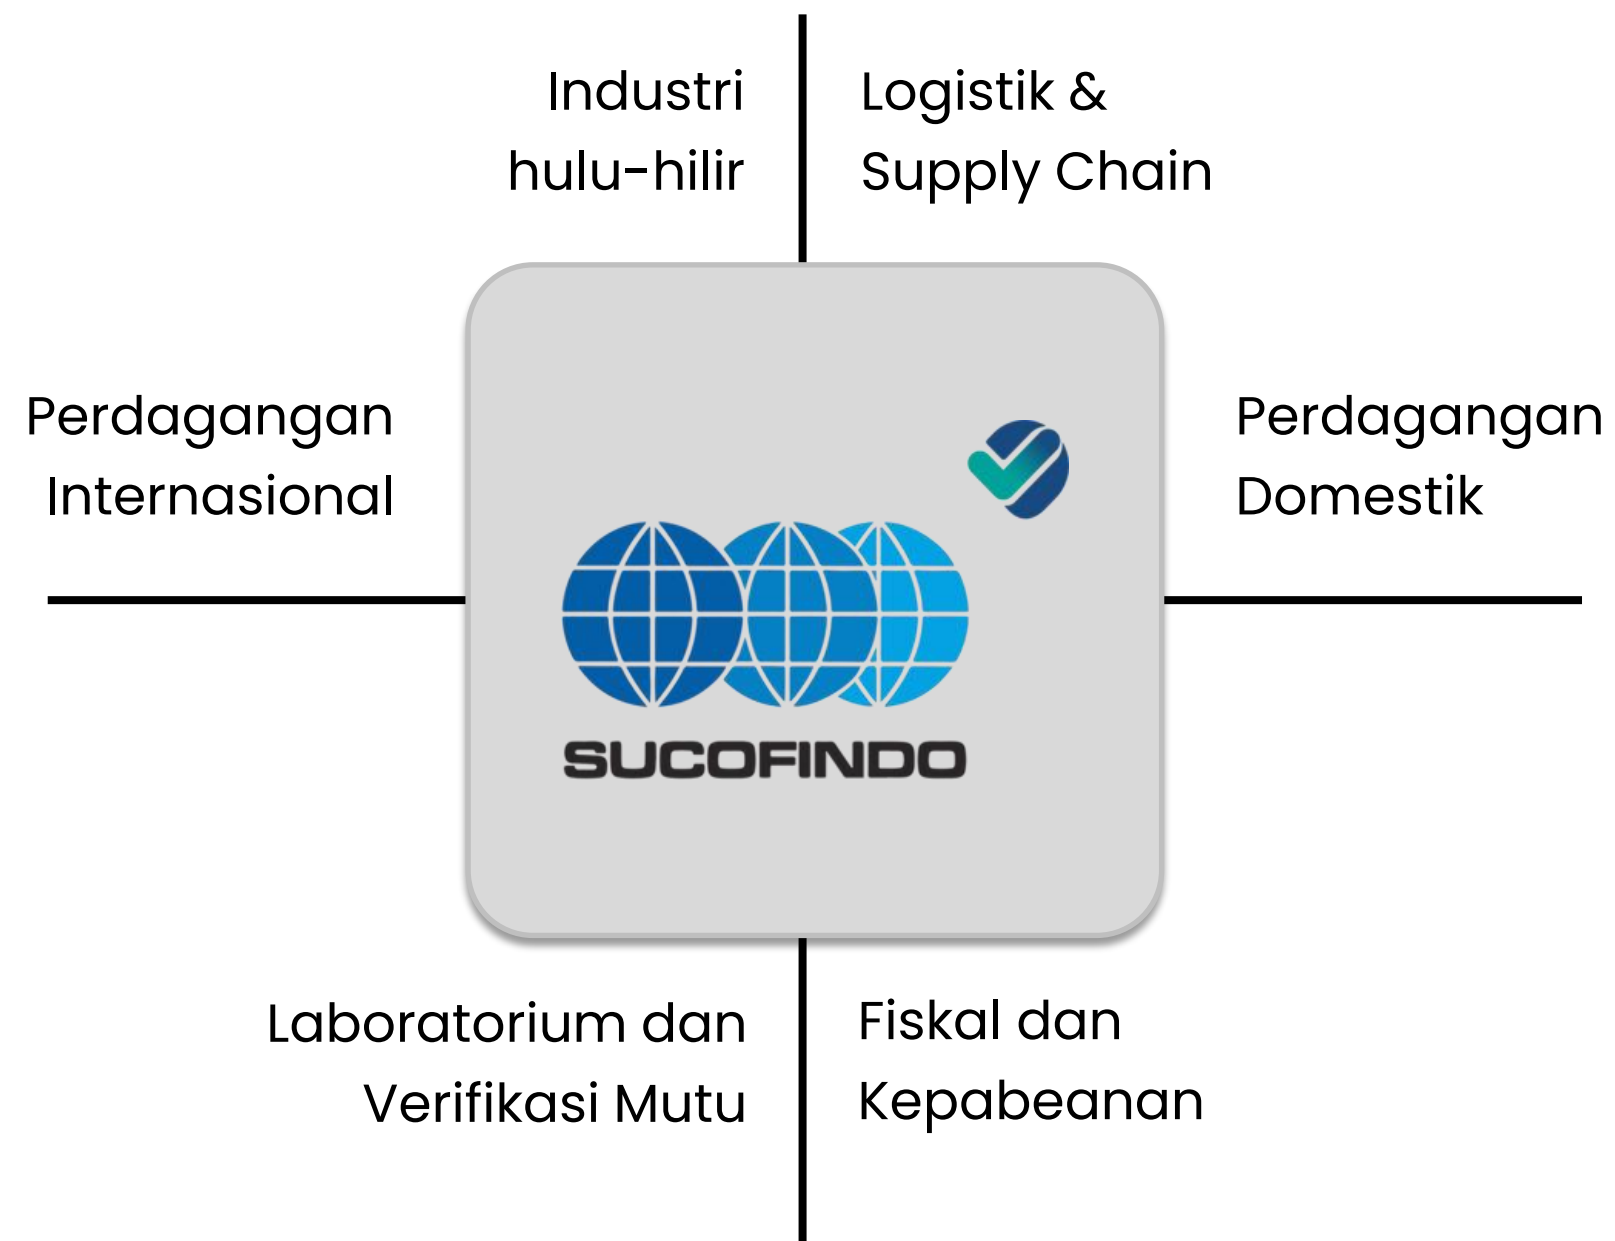 Industri
hulu-hilir
Logistik &
Supply Chain
Perdagangan
Internasional
Perdagangan
Domestik
SUCOFINDO
Laboratorium dan
Verifikasi Mutu
Fiskal dan
Kepabeanan